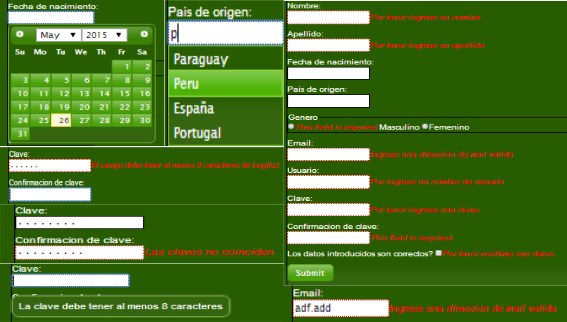 Fecha de nacimiento:
May 2015
Su Mo Tu We Th Fr Sa
1 2
3 4 5 6 7 8 9
10 11 12 13 14 15 16
17 18 19 20 21 22 23
24 25 26 27 28 29 30
31
Pais de origen:
p
Paraguay
Peru
España
Portugal
Clave:
El campo debe tener al menos 8 caracteres de longitud
Confirmacion de clave:
Clave:
Confirmacion de clave:
Las claves no coinciden
Clave:
La clave debe tener al menos 8 caracteres
Nombre:
Por favor ingrese su nombre
Apellido:
Por favor ingrese su apellido
Fecha de nacimiento:
Pais de origen:
Genero
This field is required. Masculino Femenino
Email:
Ingrese una direccion de mail valida
Usuario:
Por ingrese un nombre de usuario
Clave:
Por favor ingrese una clave
Confirmacion de clave:
This field is required.
Los datos introducidos son correctos?
Submit
Email:
adf.add
Ingrese una direccion de mail valida